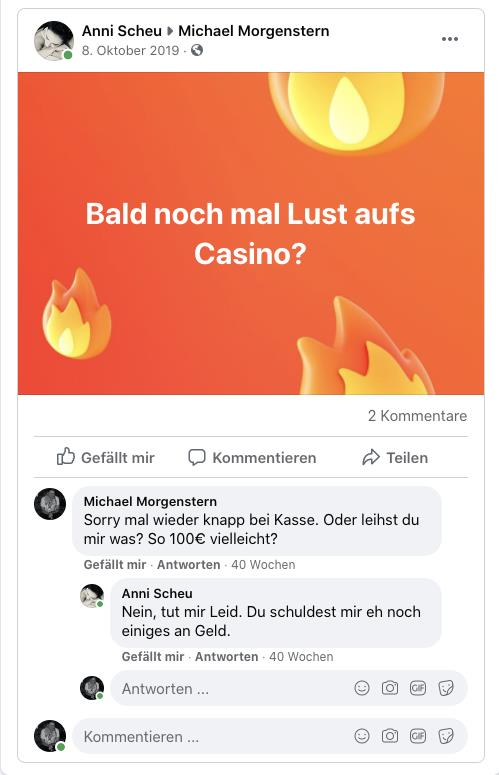 Anni Scheu Michael Morgenstern
8. Oktober 2019 ·
Bald noch mal Lust aufs
Casino?
2 Kommentare
Gefällt mir Kommentieren Teilen
Michael Morgenstern
Sorry mal wieder knapp bei Kasse. Oder leihst du
mir was? So 100€ vielleicht?
Gefällt mir · Antworten · 40 Wochen
Anni Scheu
Nein, tut mir Leid. Du schuldest mir eh noch
einiges an Geld.
Gefällt mir · Antworten · 40 Wochen
Antworten ... GIF
Kommentieren ... GIF